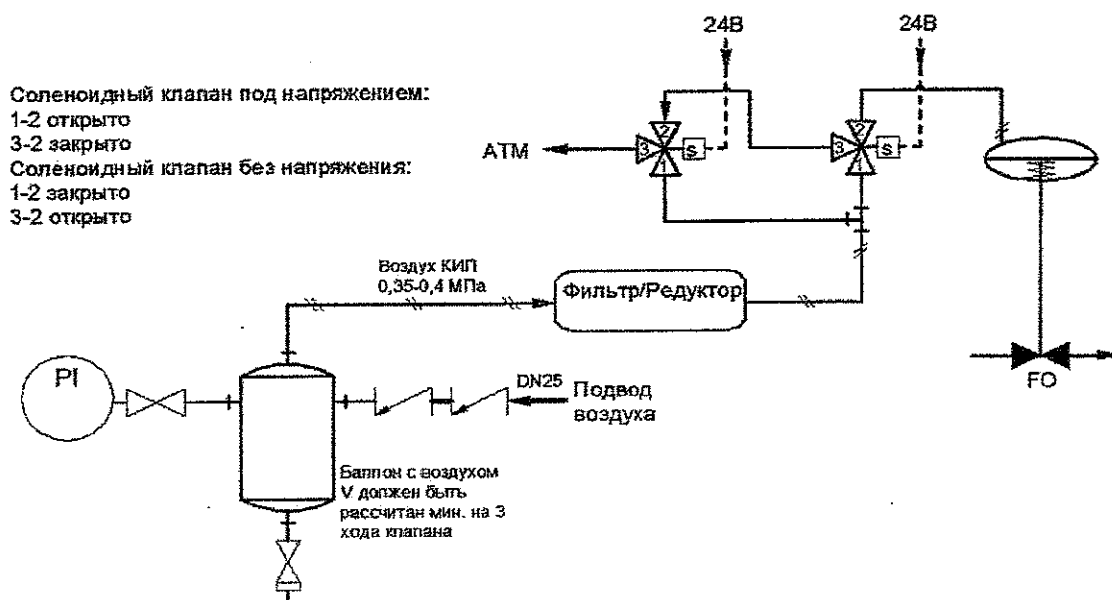 24В
24В
Соленоидный клапан под напряжением:
1-2 открыто
3-2 закрыто
Соленоидный клапан без напряжения:
1-2 закрыто
3-2 открыто
АТМ
3
2
1
S
3
2
1
S
Воздух КИП
0,35-0,4 МПа
Фильтр/Редуктор
PI
DN25
Подвод
воздуха
FO
Баллон с воздухом
V должен быть
рассчитан мин. на 3
хода клапана